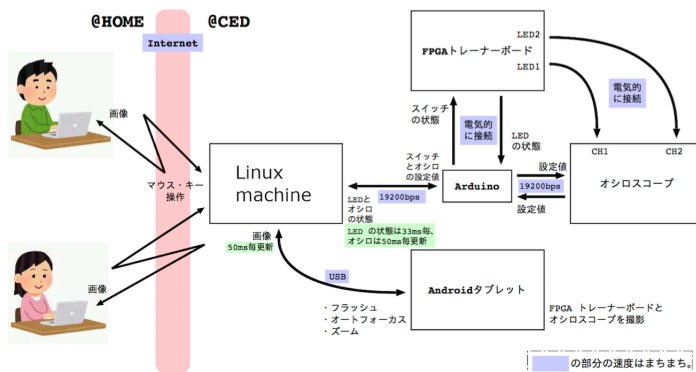 @HOME
@CED
Internet
画像
マウス・キー
操作
画像
Linux
machine
画像
50ms毎更新
LEDと
オシロ
の状態
19200bps
LED の状態は33ms毎、
オシロは50ms毎更新
スイッチ
とオシロ
の設定値
FPGAトレーナーボード
LED2
LED1
スイッチ
の状態
電気的
に接続
LED
の状態
電気的
に接続
Arduino
設定値
19200bps
設定値
CH1
CH2
オシロスコープ
USB
・フラッシュ
・オートフォーカス
・ズーム
Androidタブレット
FPGA トレーナーボードと
オシロスコープを撮影
の部分の速度はまちまち。